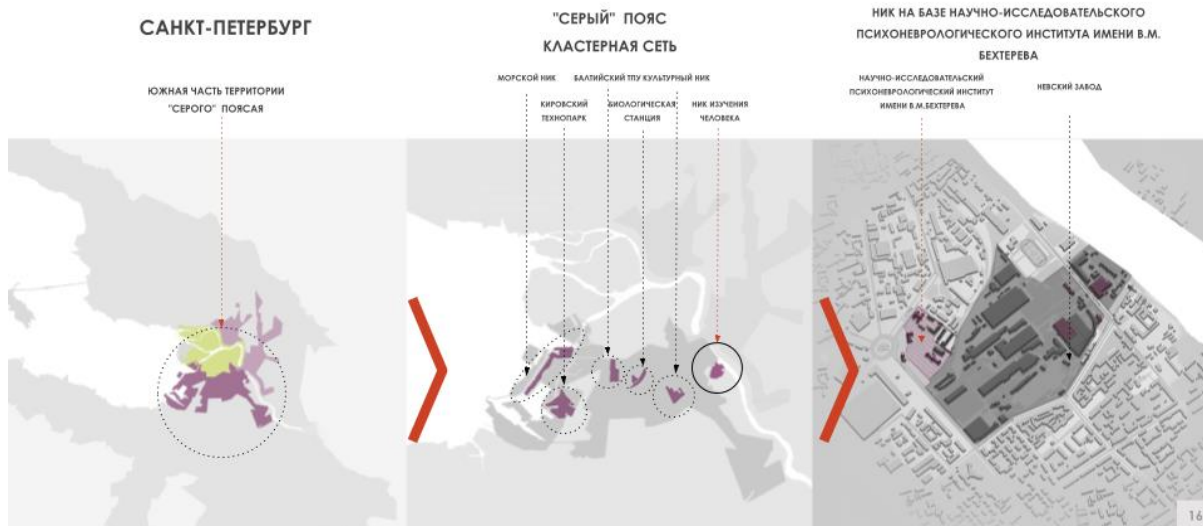 САНКТ-ПЕТЕРБУРГ
ЮЖНАЯ ЧАСТЬ ТЕРРИТОРИИ
"СЕРОГО" ПОЯСАЯ
"СЕРЫЙ" ПОЯС
КЛАСТЕРНАЯ СЕТЬ
МОРСКОЙ НИК
БАЛТИЙСКИЙ ТПУ
КУЛЬТУРНЫЙ НИК
КИРОВСКИЙ
ТЕХНОПАРК
БИОЛОГИЧЕСКАЯ
СТАНЦИЯ
НИК ИЗУЧЕНИЯ
ЧЕЛОВЕКА
НИК НА БАЗЕ НАУЧНО-ИССЛЕДОВАТЕЛЬСКОГО
ПСИХОНЕВРОЛОГИЧЕСКОГО ИНСТИТУТА ИМЕНИ В.М.
БЕХТЕРЕВА
НАУЧНО-ИССЛЕДОВАТЕЛЬСКИЙ
ПСИХОНЕВРОЛОГИЧЕСКИЙ ИНСТИТУТ
ИМЕНИ В.М.БЕХТЕРЕВА
НЕВСКИЙ ЗАВОД
16